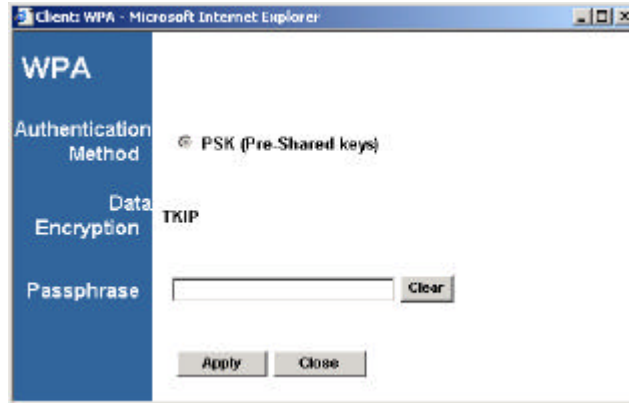 Client: WPA - Microsoft Internet Explorer
WPA
Authentication
Method
PSK (Pre-Shared keys)
Data
Encryption
TKIP
Passphrase
Clear
Apply
Close